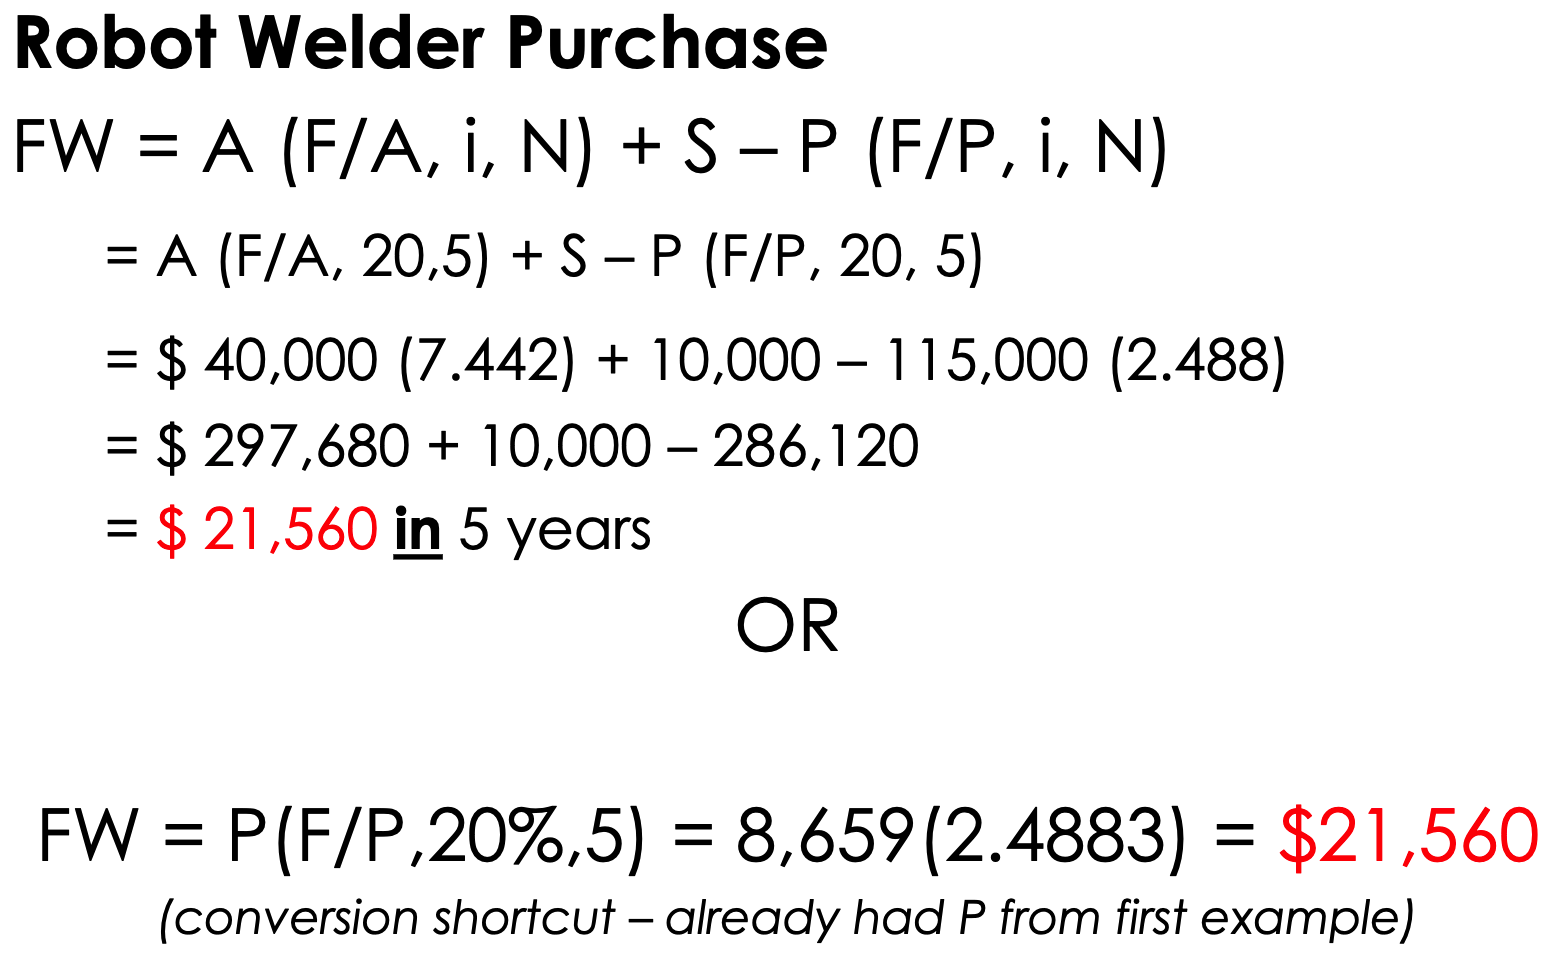 Robot Welder Purchase
FW = A (F/A, i, N) + S – P (F/P, i, N)
= A (F/A, 20,5) + S – P (F/P, 20, 5)
= $ 40,000 (7.442) + 10,000 – 115,000 (2.488)
= $ 297,680 + 10,000 – 286,120
= $ 21,560 in 5 years
OR
FW = P(F/P,20%,5) = 8,659(2.4883) = $21,560
(conversion shortcut – already had P from first example)